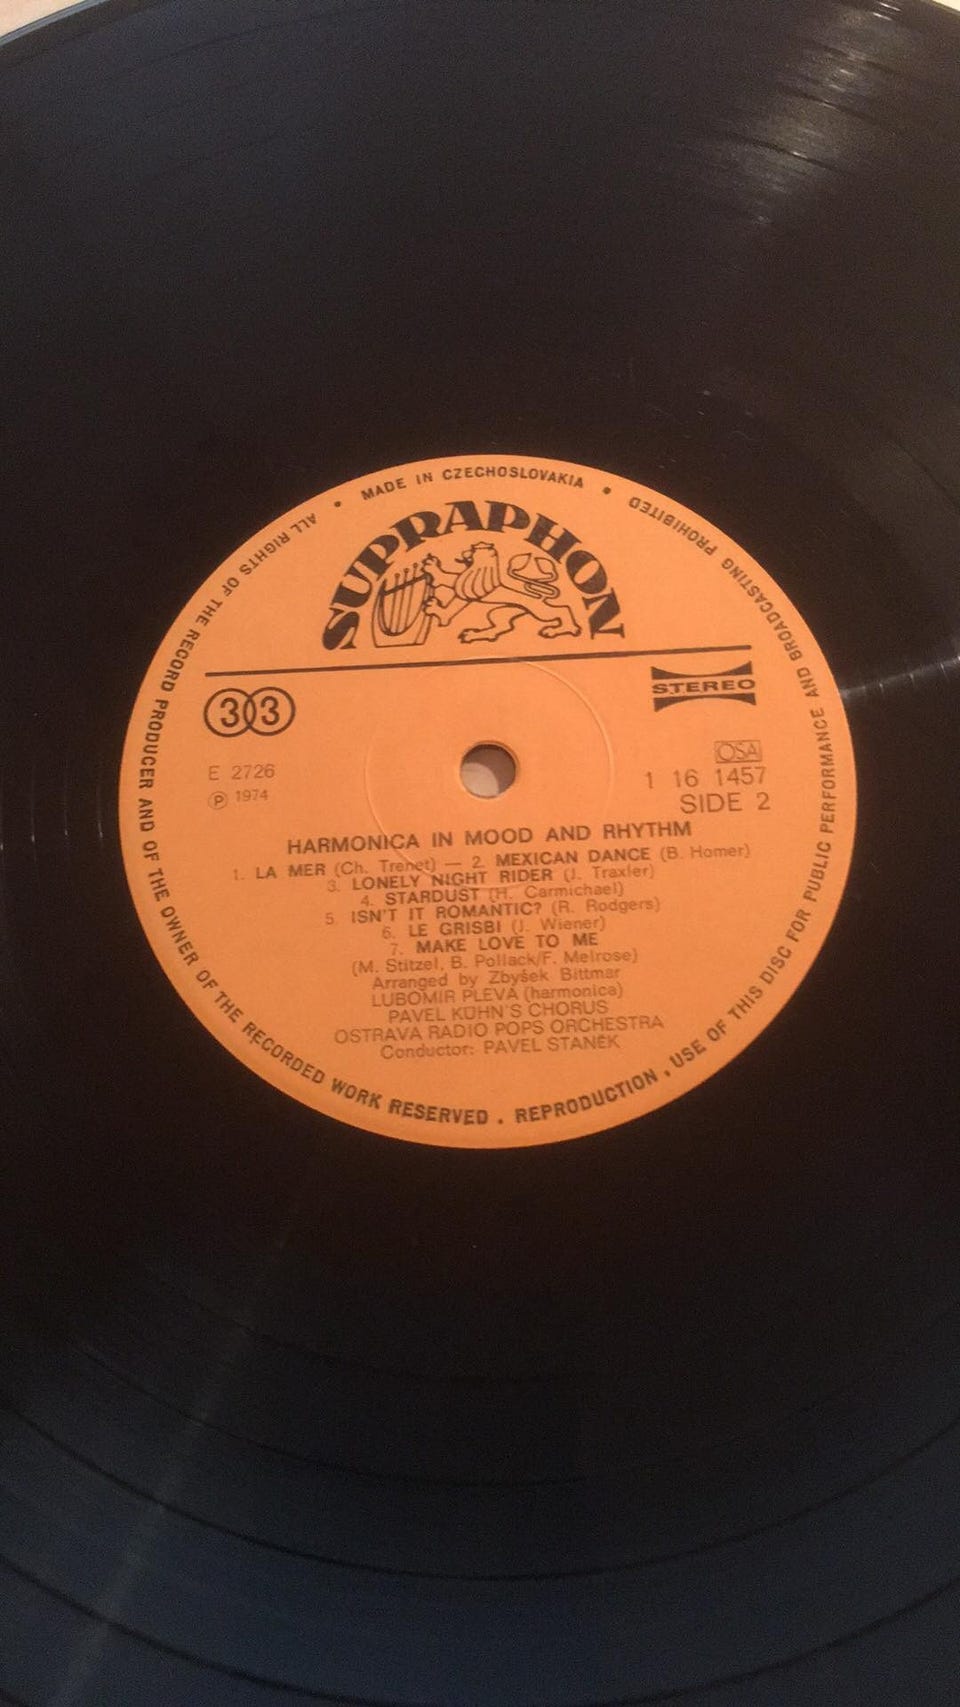 ALL RIGHTS OF THE RECORD PRODUCER AND OF THE OWNER OF THE RECORDED WORK RESERVED . REPRODUCTION , USE OF THIS DISC FOR PUBLIC PERFORMANCE AND BROADCASTING PROHIBITED
• MADE IN CZECHOSLOVAKIA •
SUPRAPHON
33
STEREO
E 2726
Ⓟ 1974
OSA
1 16 1457
SIDE 2
HARMONICA IN MOOD AND RHYTHM
1. LA MER (Ch. Trenet) — 2. MEXICAN DANCE (B. Homer)
3. LONELY NIGHT RIDER (J. Traxler)
4. STARDUST (H. Carmichael)
5. ISN'T IT ROMANTIC? (R. Rodgers)
6. LE GRISBI (J. Wiener)
7. MAKE LOVE TO ME
(M. Stitzel, B. Pollack/F. Melrose)
Arranged by Zbyšek Bittmar
LUBOMÍR PLEVA (harmonica)
PAVEL KÜHN'S CHORUS
OSTRAVA RADIO POPS ORCHESTRA
Conductor: PAVEL STANĚK